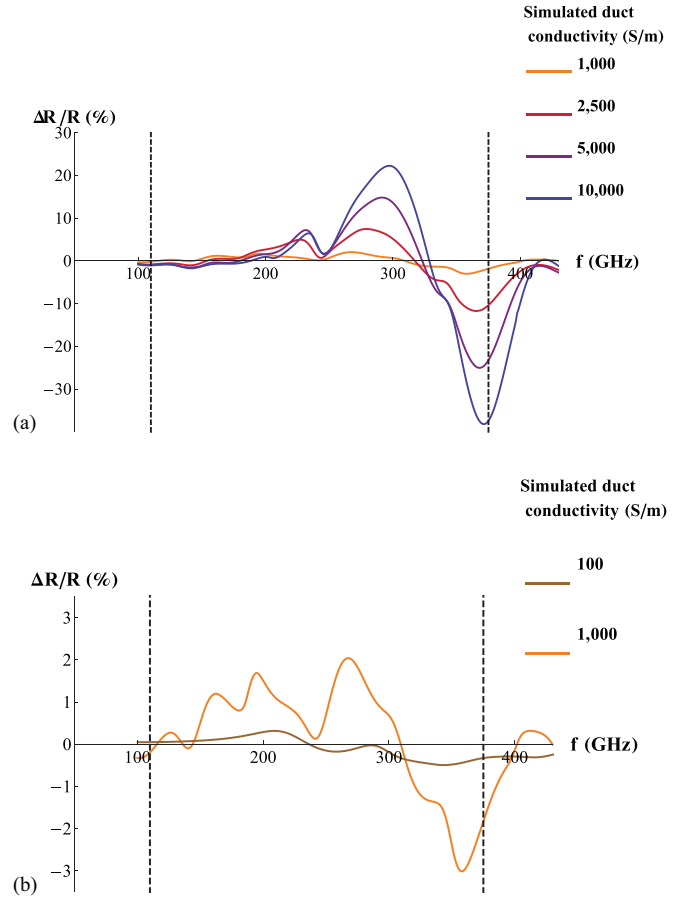 Simulated duct
conductivity (S/m)
1,000
2,500
5,000
10,000
ΔR/R (%)
30
20
10
0
−10
−20
−30
100
200
300
400
f (GHz)
(a)
Simulated duct
conductivity (S/m)
100
1,000
ΔR/R (%)
3
2
1
0
−1
−2
−3
100
200
300
400
f (GHz)
(b)